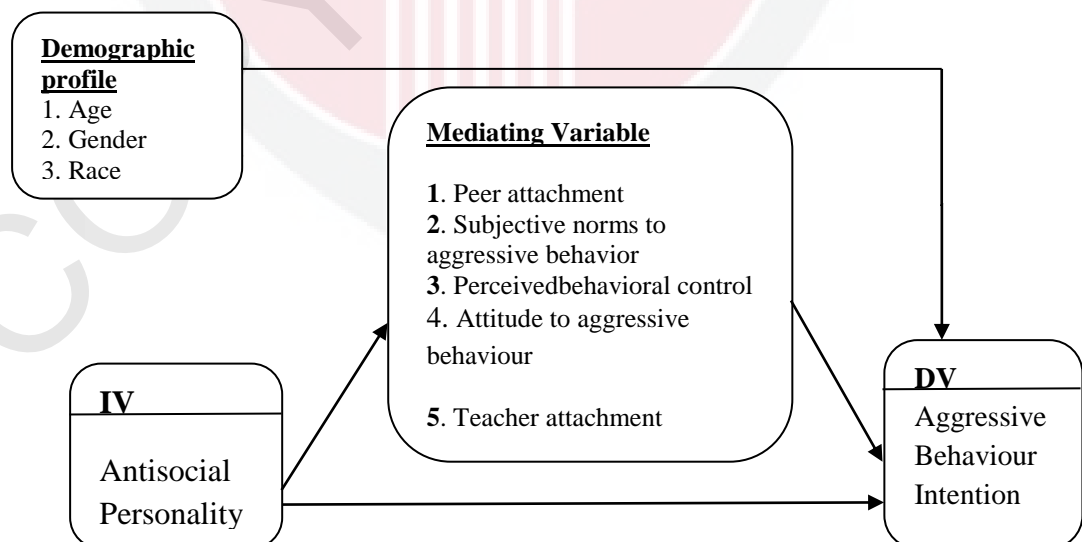 Demographic
profile
1. Age
2. Gender
3. Race
Mediating Variable
1. Peer attachment
2. Subjective norms to
aggressive behavior
3. Perceivedbehavioral control
4. Attitude to aggressive
behaviour
5. Teacher attachment
IV
Antisocial
Personality
DV
Aggressive
Behaviour
Intention